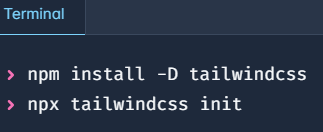 Terminal
> npm install -D tailwindcss
> npx tailwindcss init